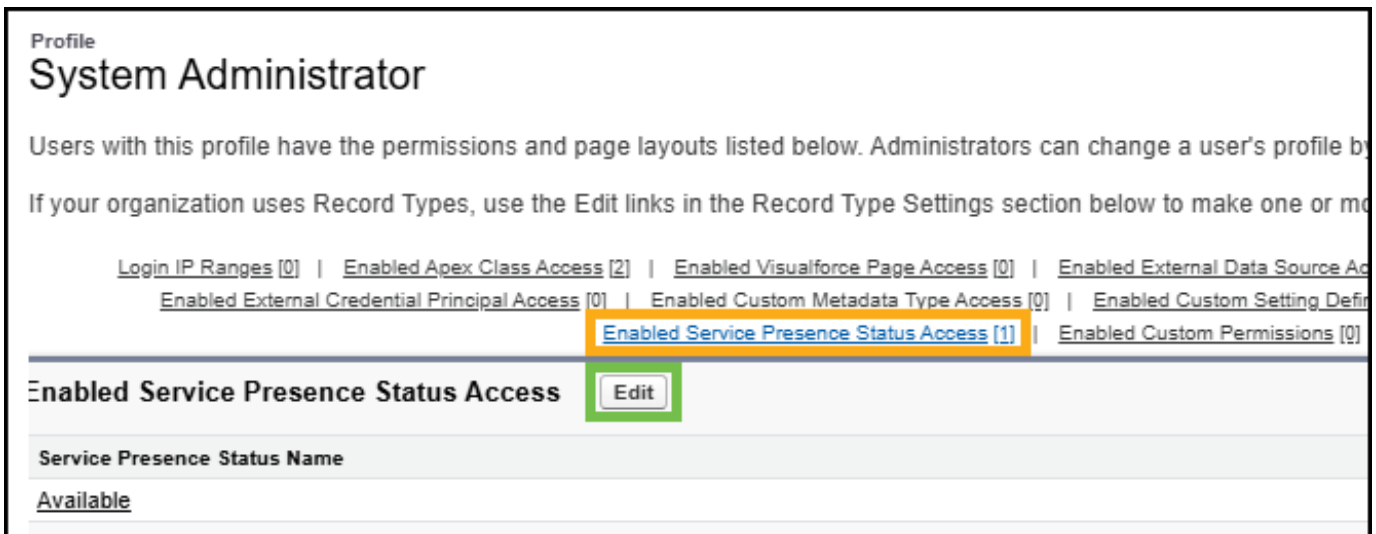 Profile
System Administrator
Users with this profile have the permissions and page layouts listed below. Administrators can change a user's profile by
If your organization uses Record Types, use the Edit links in the Record Type Settings section below to make one or mo
Login IP Ranges [0] | Enabled Apex Class Access [2] | Enabled Visualforce Page Access [0] | Enabled External Data Source Ac
Enabled External Credential Principal Access [0] | Enabled Custom Metadata Type Access [0] | Enabled Custom Setting Defin
Enabled Service Presence Status Access [1] | Enabled Custom Permissions [0]
Enabled Service Presence Status Access Edit
Service Presence Status Name
Available